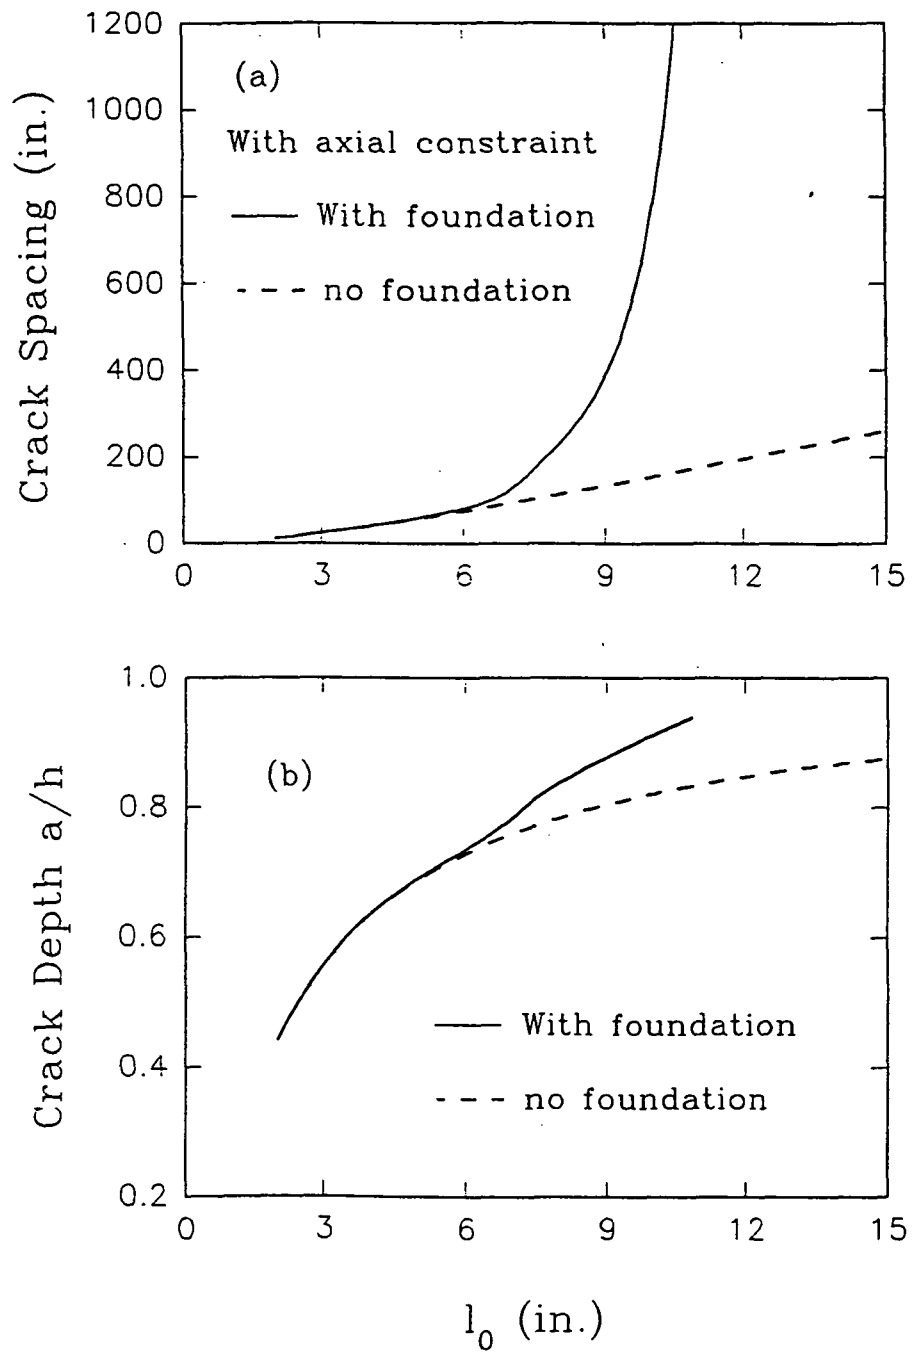 1200
(a)
1000
With axial constraint
800
With foundation
600
no foundation
400
200
0
Crack Spacing (in.)
0 3 6 9 12 15
1.0
(b)
0.8
0.6
With foundation
0.4
no foundation
0.2
Crack Depth a/h
0 3 6 9 12 15
l0 (in.)